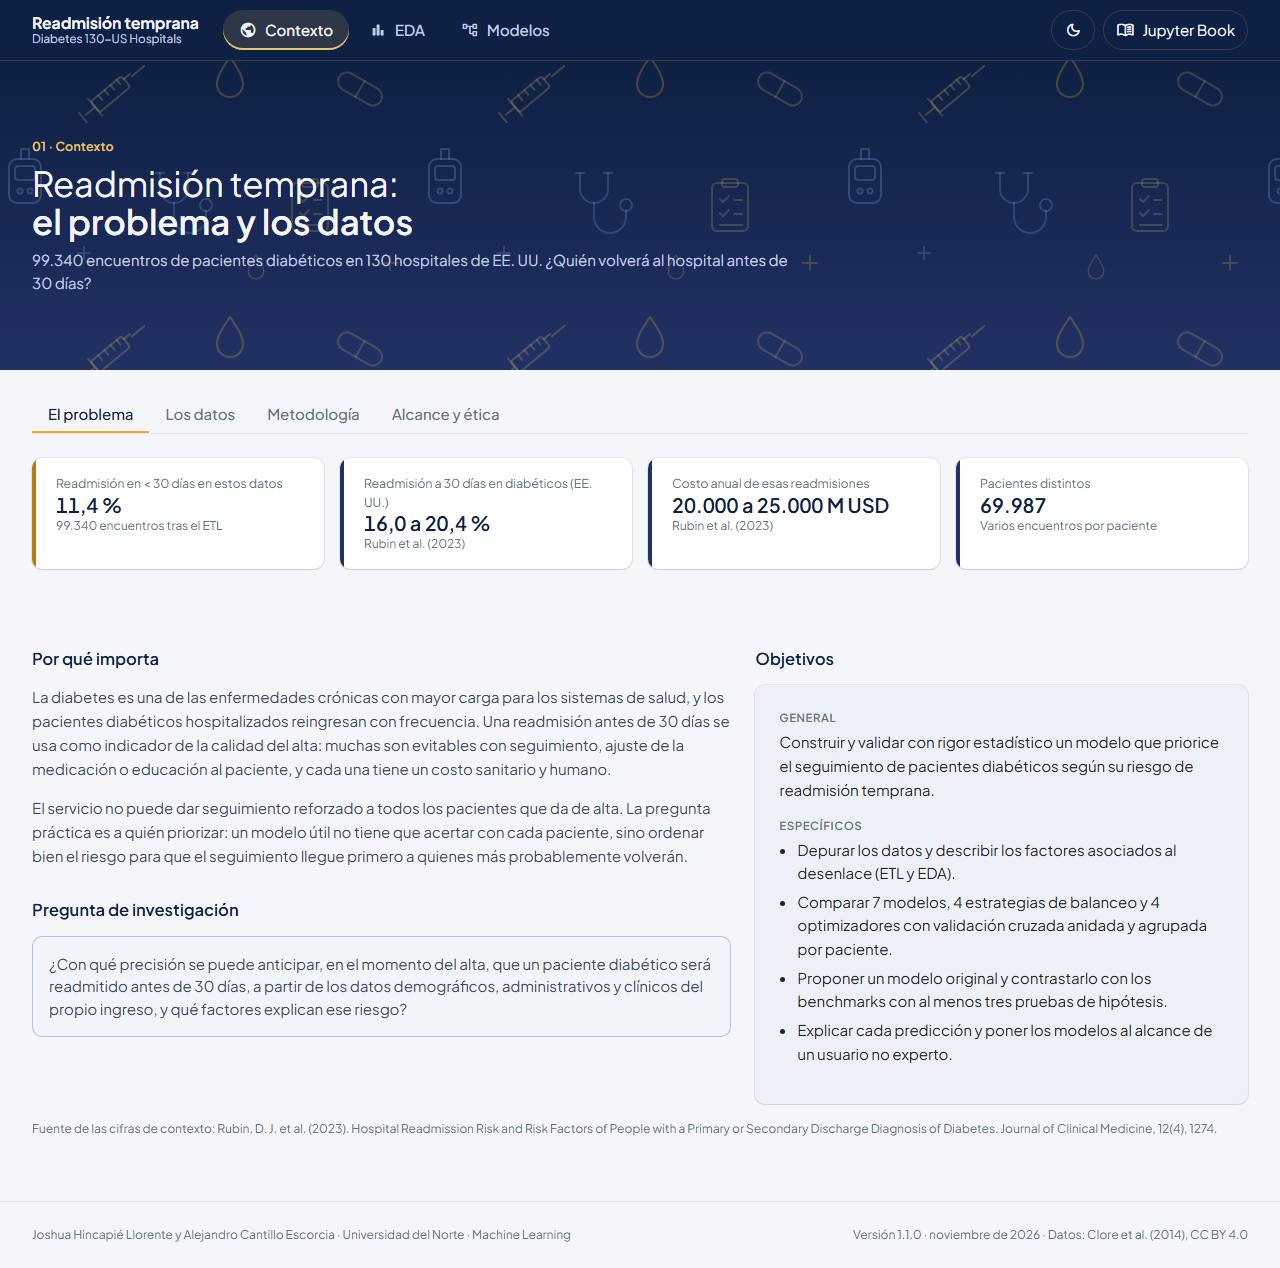 Readmisión temprana
Diabetes 130-US Hospitals
Contexto
EDA
Modelos
Jupyter Book
01 · Contexto
Readmisión temprana:
el problema y los datos
99.340 encuentros de pacientes diabéticos en 130 hospitales de EE. UU. ¿Quién volverá al hospital antes de
30 días?
El problema
Los datos
Metodología
Alcance y ética
Readmisión en < 30 días en estos datos
11,4 %
99.340 encuentros tras el ETL
Readmisión a 30 días en diabéticos (EE.
UU.)
16,0 a 20,4 %
Rubin et al. (2023)
Costo anual de esas readmisiones
20.000 a 25.000 M USD
Rubin et al. (2023)
Pacientes distintos
69.987
Varios encuentros por paciente
Por qué importa
La diabetes es una de las enfermedades crónicas con mayor carga para los sistemas de salud, y los
pacientes diabéticos hospitalizados reingresan con frecuencia. Una readmisión antes de 30 días se
usa como indicador de la calidad del alta: muchas son evitables con seguimiento, ajuste de la
medicación o educación al paciente, y cada una tiene un costo sanitario y humano.
El servicio no puede dar seguimiento reforzado a todos los pacientes que da de alta. La pregunta
práctica es a quién priorizar: un modelo útil no tiene que acertar con cada paciente, sino ordenar
bien el riesgo para que el seguimiento llegue primero a quienes más probablemente volverán.
Pregunta de investigación
¿Con qué precisión se puede anticipar, en el momento del alta, que un paciente diabético será
readmitido antes de 30 días, a partir de los datos demográficos, administrativos y clínicos del
propio ingreso, y qué factores explican ese riesgo?
Objetivos
GENERAL
Construir y validar con rigor estadístico un modelo que priorice
el seguimiento de pacientes diabéticos según su riesgo de
readmisión temprana.
ESPECÍFICOS
• Depurar los datos y describir los factores asociados al
desenlace (ETL y EDA).
• Comparar 7 modelos, 4 estrategias de balanceo y 4
optimizadores con validación cruzada anidada y agrupada
por paciente.
• Proponer un modelo original y contrastarlo con los
benchmarks con al menos tres pruebas de hipótesis.
• Explicar cada predicción y poner los modelos al alcance de
un usuario no experto.
Fuente de las cifras de contexto: Rubin, D. J. et al. (2023). Hospital Readmission Risk and Risk Factors of People with a Primary or Secondary Discharge Diagnosis of Diabetes. Journal of Clinical Medicine, 12(4), 1274.
Joshua Hincapié Llorente y Alejandro Cantillo Escorcia · Universidad del Norte · Machine Learning
Versión 1.1.0 · noviembre de 2026 · Datos: Clore et al. (2014), CC BY 4.0